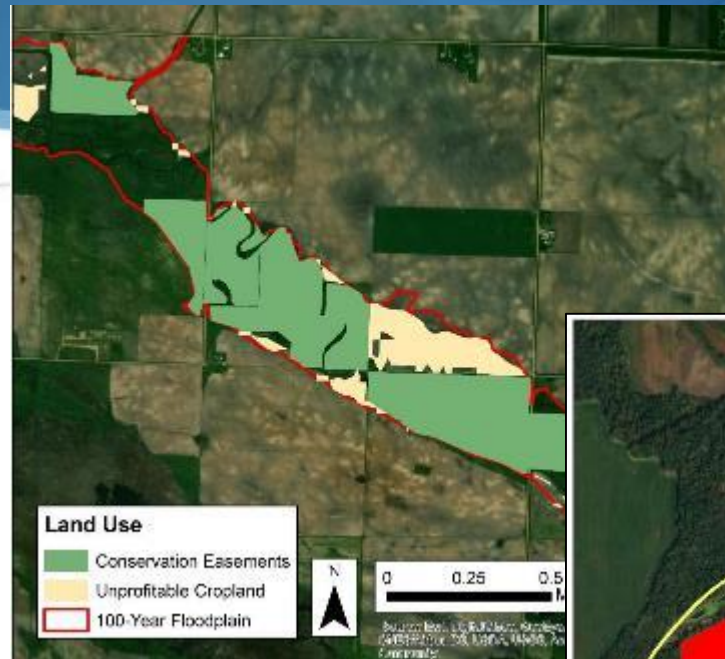 Land Use
Conservation Easements
Unprofitable Cropland
100-Year Floodplain
N
0 0.25 0.5